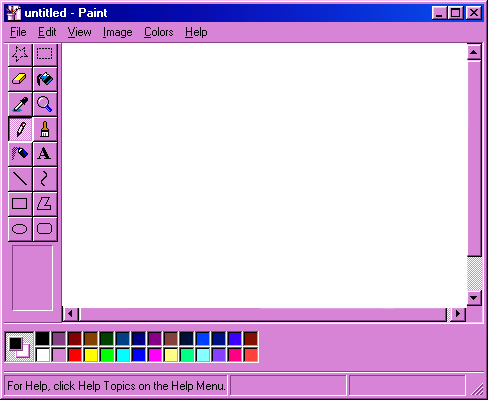 untitled - Paint
File Edit View Image Colors Help
A
For Help, click Help Topics on the Help Menu.